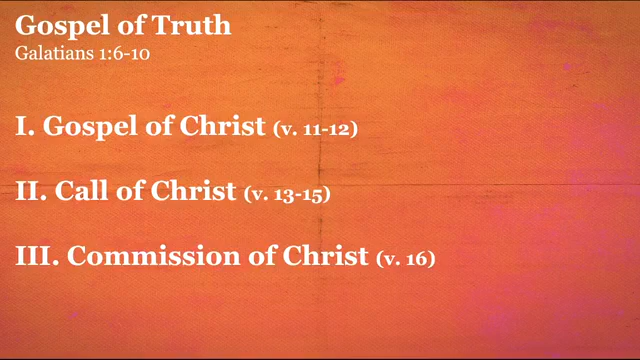 Gospel of Truth
Galatians 1:6-10
I. Gospel of Christ (v. 11-12)
II. Call of Christ (v. 13-15)
III. Commission of Christ (v. 16)